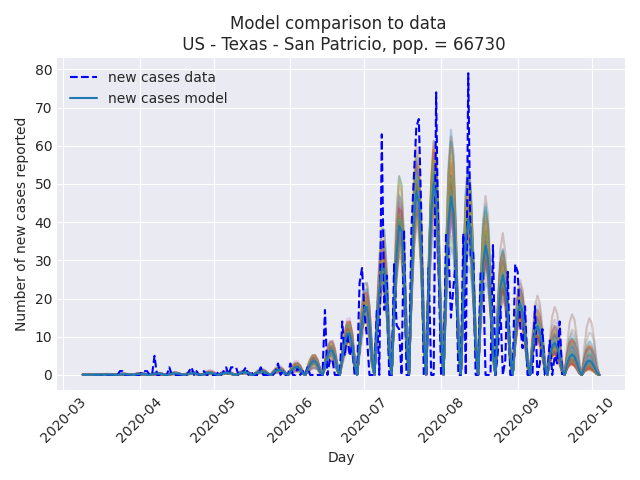 Model comparison to data
US - Texas - San Patricio, pop. = 66730
new cases data
new cases model
Number of new cases reported
80
70
60
50
40
30
20
10
0
2020-03
2020-04
2020-05
2020-06
2020-07
2020-08
2020-09
2020-10
Day